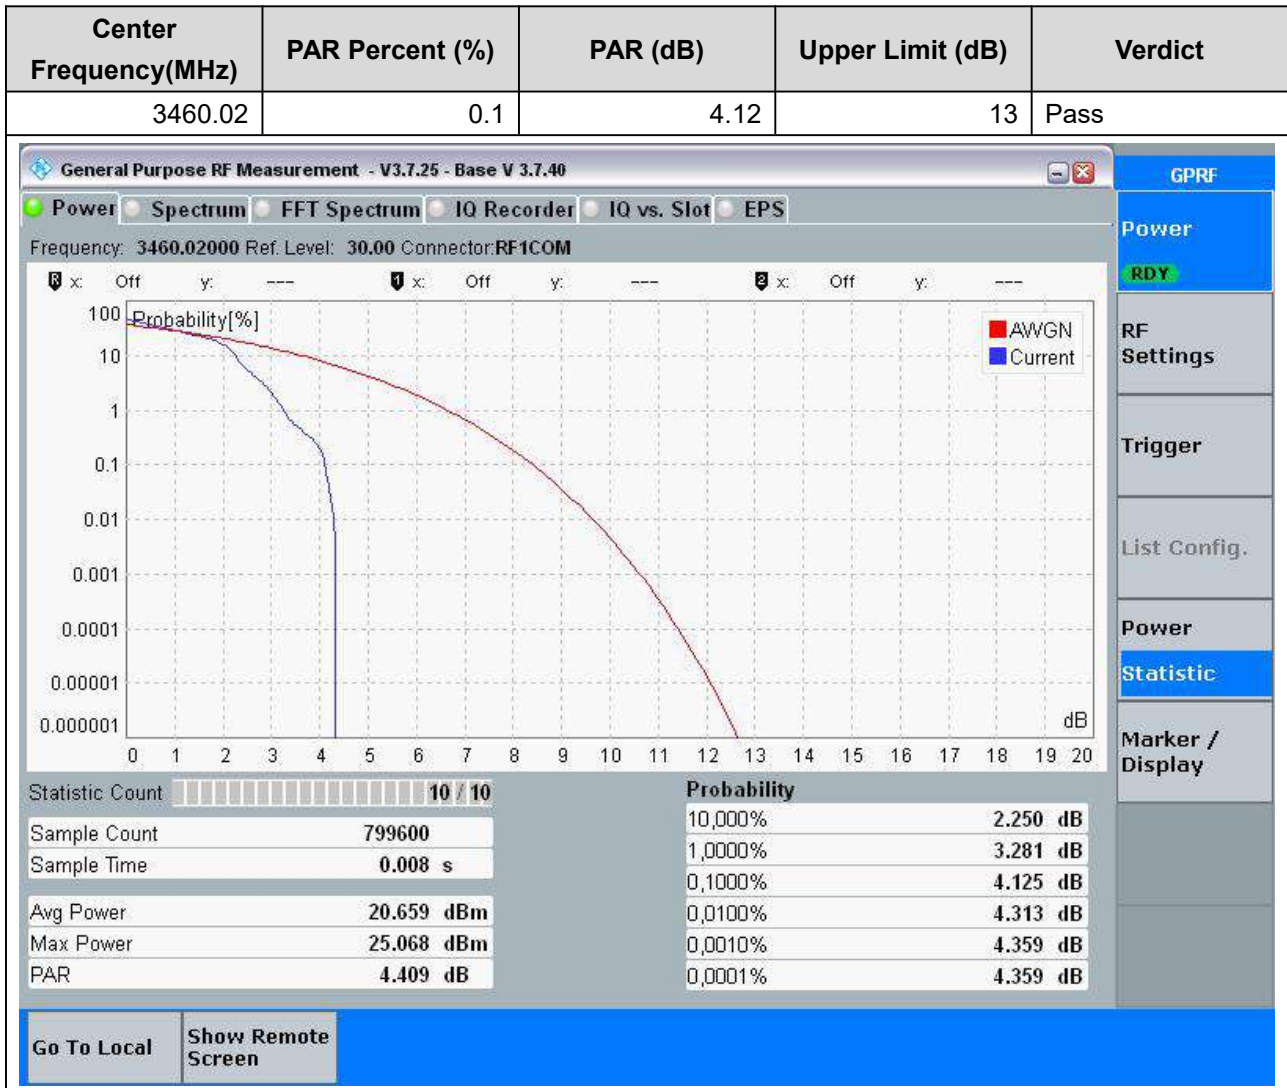 Center Frequency(MHz) PAR Percent (%) PAR (dB) Upper Limit (dB) Verdict
3460.02 0.1 4.12 13 Pass
General Purpose RF Measurement - V3.7.25 - Base V 3.7.40
GPRF
Power Spectrum FFT Spectrum IQ Recorder IQ vs. Slot EPS
Frequency: 3460.02000 Ref. Level: 30.00 Connector:RF1COM
R x: Off y: --- 1 x: Off y: --- 2 x: Off y: ---
Probability[%]
AWGN
Current
100
10
1
0.1
0.01
0.001
0.0001
0.00001
0.000001
dB
0 1 2 3 4 5 6 7 8 9 10 11 12 13 14 15 16 17 18 19 20
Statistic Count 10 / 10
Sample Count 799600
Sample Time 0.008 s
Avg Power 20.659 dBm
Max Power 25.068 dBm
PAR 4.409 dB
Probability
10,000% 2.250 dB
1,0000% 3.281 dB
0,1000% 4.125 dB
0,0100% 4.313 dB
0,0010% 4.359 dB
0,0001% 4.359 dB
Power
RDY
RF
Settings
Trigger
List Config.
Power
Statistic
Marker /
Display
Go To Local
Show Remote
Screen